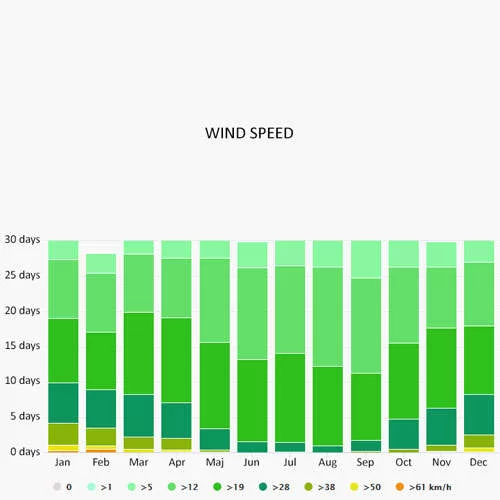 WIND SPEED
30 days
25 days
20 days
15 days
10 days
5 days
0 days
Jan Feb Mar Apr Maj Jun Jul Aug Sep Oct Nov Dec
0 >1 >5 >12 >19 >28 >38 >50 >61 km/h